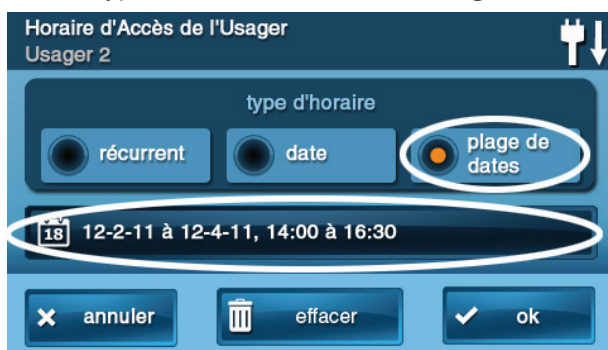 Horaire d'Accès de l'Usager
Usager 2
type d'horaire
récurrent
date
plage de
dates
18
12-2-11 à 12-4-11, 14:00 à 16:30
annuler
effacer
ok